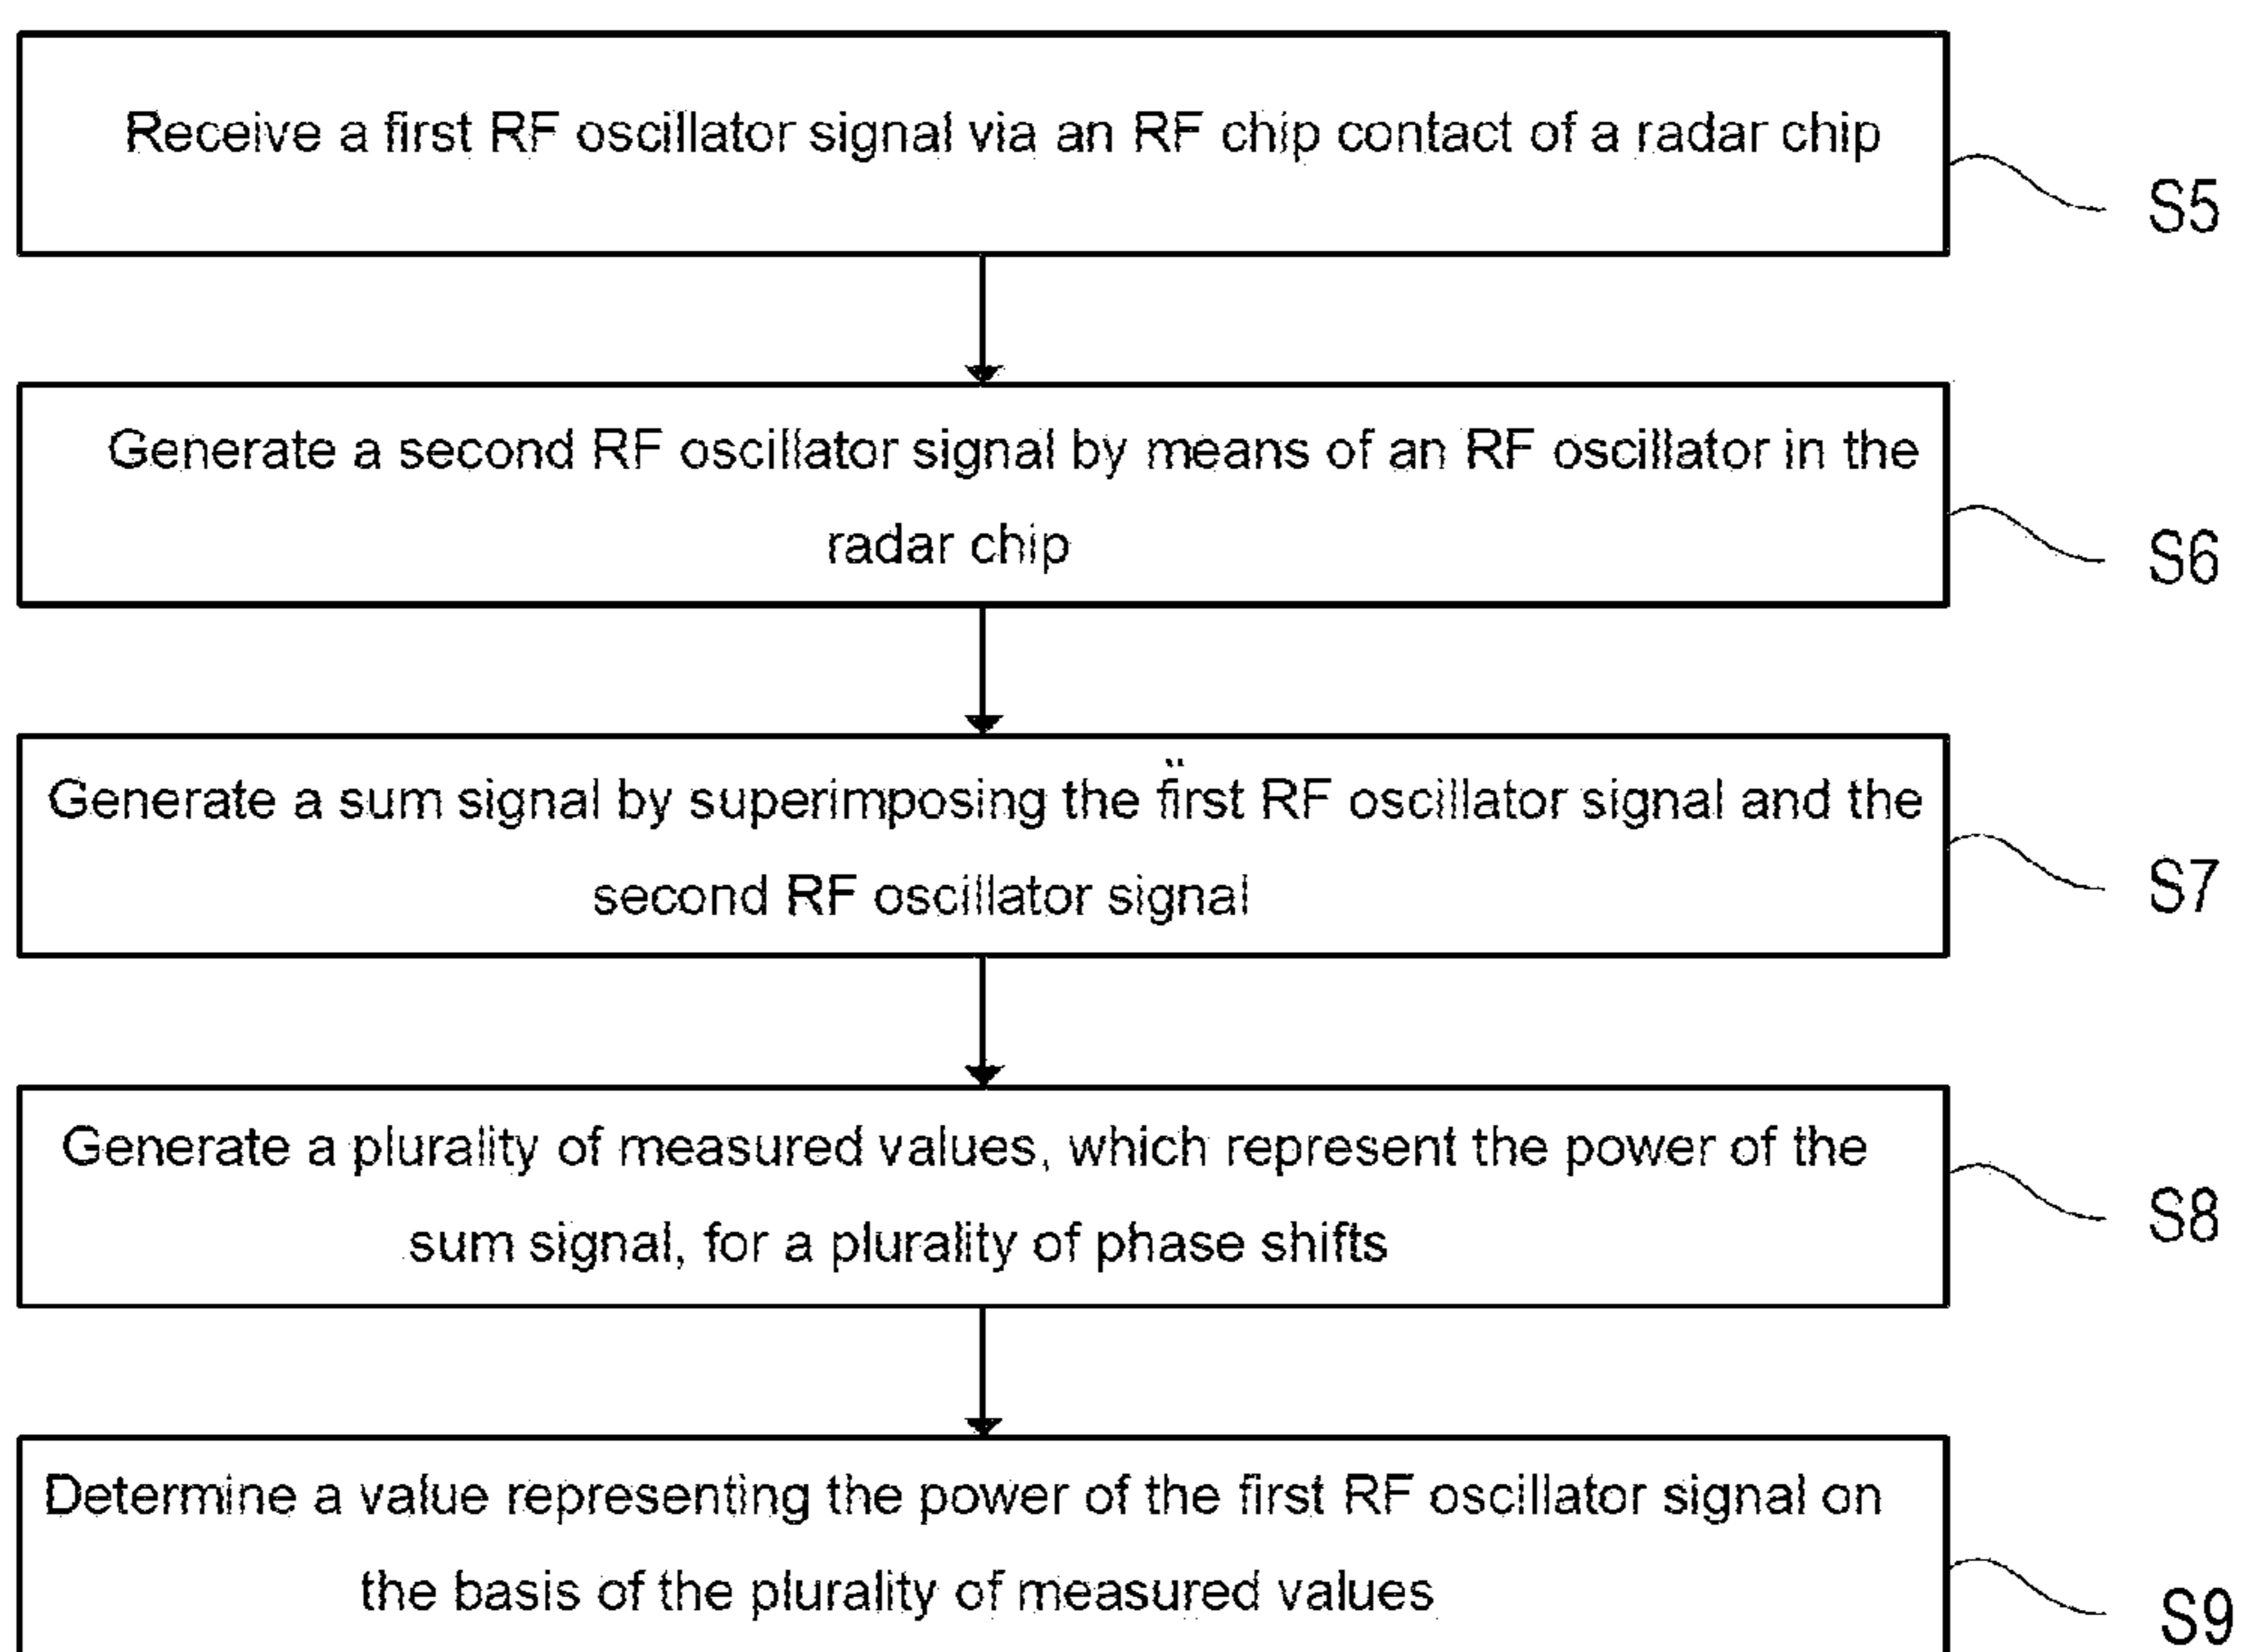 Receive a first RF oscillator signal via an RF chip contact of a radar chip
S5
Generate a second RF oscillator signal by means of an RF oscillator in the
radar chip
S6
Generate a sum signal by superimposing the first RF oscillator signal and the
second RF oscillator signal
S7
Generate a plurality of measured values, which represent the power of the
sum signal, for a plurality of phase shifts
S8
Determine a value representing the power of the first RF oscillator signal on
the basis of the plurality of measured values
S9